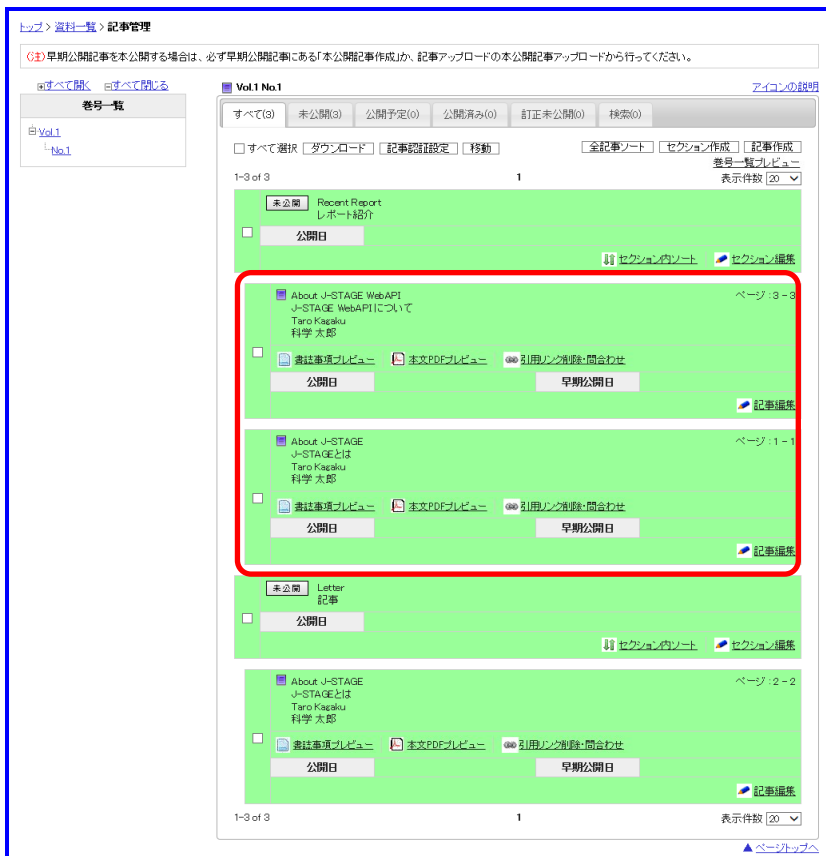 トップ > 資料一覧 > 記事管理
(注)早期公開記事を本公開する場合は、必ず早期公開記事にある「本公開記事作成」か、記事アップロードの本公開記事アップロードから行ってください。
すべて開く すべて閉じる
巻号一覧
Vol.1
No.1
Vol.1 No.1 アイコンの説明
すべて(3) 未公開(3) 公開予定(0) 公開済み(0) 訂正未公開(0) 検索(0)
すべて選択 ダウンロード 記事認証設定 移動 全記事ソート セクション作成 記事作成
巻号一覧プレビュー
1-3 of 3 1 表示件数 20
未公開 Recent Report
レポート紹介
公開日
セクション内ソート セクション編集
About J-STAGE WebAPI ページ:3-3
J-STAGE WebAPIについて
Taro Kagaku
科学 太郎
書誌事項プレビュー 本文PDFプレビュー 引用リンク削除・問合わせ
公開日 早期公開日
記事編集
About J-STAGE ページ:1-1
J-STAGEとは
Taro Kagaku
科学 太郎
書誌事項プレビュー 本文PDFプレビュー 引用リンク削除・問合わせ
公開日 早期公開日
記事編集
未公開 Letter
記事
公開日
セクション内ソート セクション編集
About J-STAGE ページ:2-2
J-STAGEとは
Taro Kagaku
科学 太郎
書誌事項プレビュー 本文PDFプレビュー 引用リンク削除・問合わせ
公開日 早期公開日
記事編集
1-3 of 3 1 表示件数 20
▲ ページトップへ